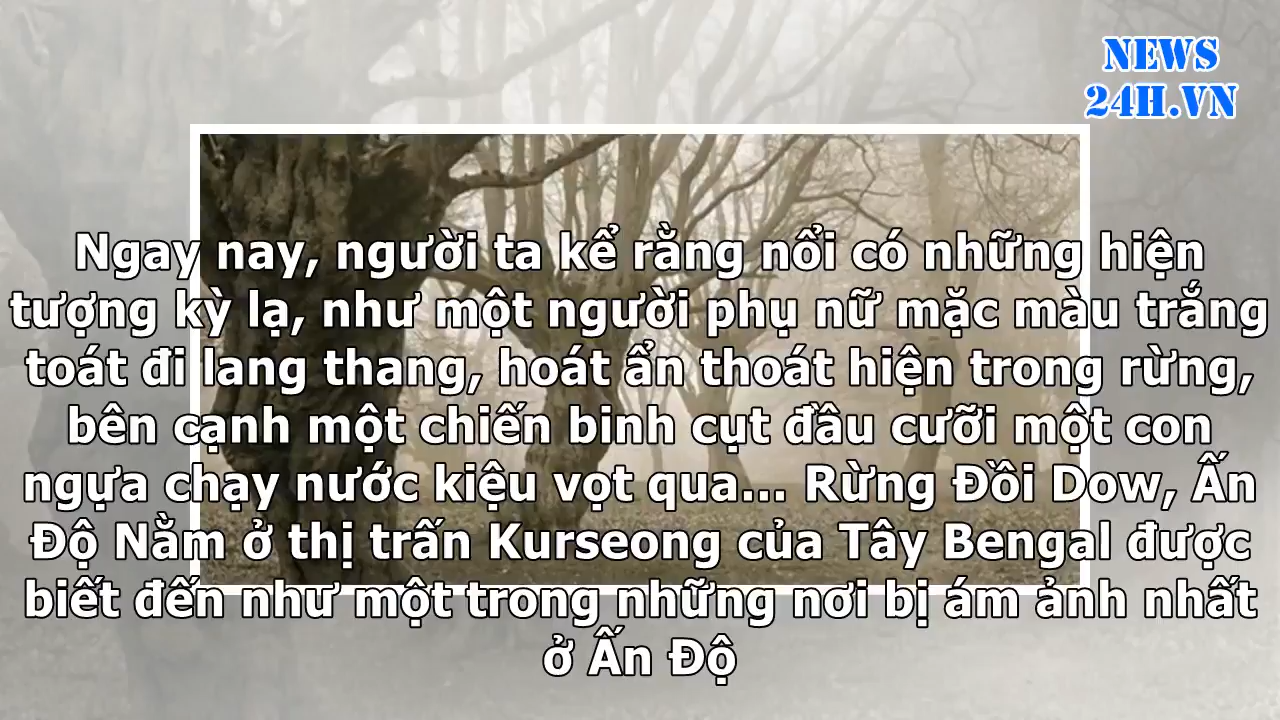 NEWS
24H.VN
Ngay nay, người ta kể rằng nổi có những hiện
tượng kỳ lạ, như một người phụ nữ mặc màu trắng
toát đi lang thang, hoát ẩn thoát hiện trong rừng,
bên cạnh một chiến binh cụt đầu cưỡi một con
ngựa chạy nước kiệu vọt qua... Rừng Đồi Dow, Ấn
Độ Nằm ở thị trấn Kurseong của Tây Bengal được
biết đến như một trong những nơi bị ám ảnh nhất
ở Ấn Độ